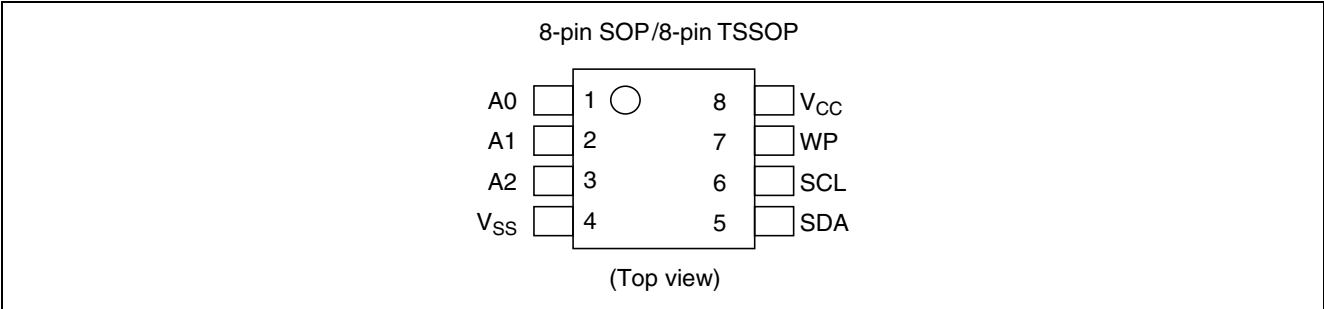 8-pin SOP/8-pin TSSOP
A0 1 8 VCC
A1 2 7 WP
A2 3 6 SCL
VSS 4 5 SDA
(Top view)